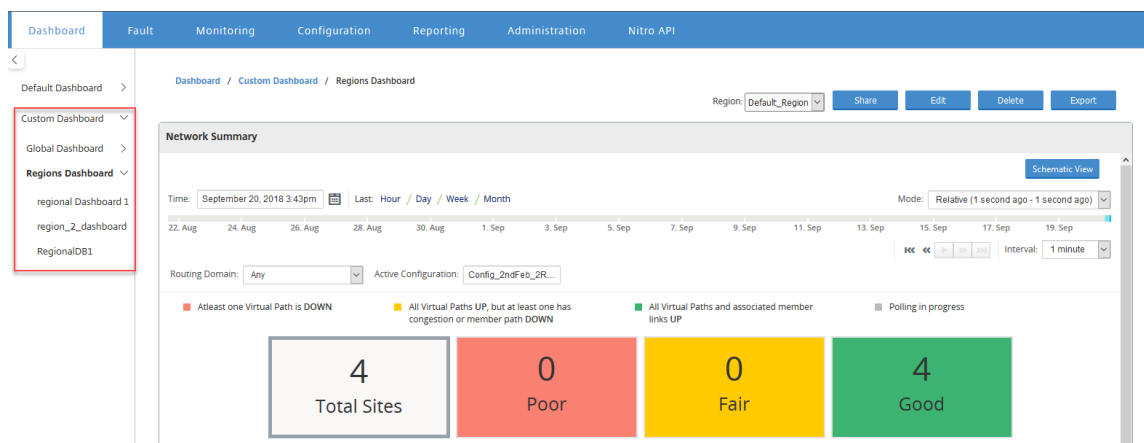 Dashboard Fault Monitoring Configuration Reporting Administration Nitro API
Default Dashboard
Custom Dashboard
Global Dashboard
Regions Dashboard
regional Dashboard 1
region_2_dashboard
RegionalDB1
Dashboard / Custom Dashboard / Regions Dashboard
Region: Default_Region Share Edit Delete Export
Network Summary
Schematic View
Time: September 20, 2018 3:43pm Last: Hour / Day / Week / Month Mode: Relative (1 second ago - 1 second ago)
22. Aug 24. Aug 26. Aug 28. Aug 30. Aug 1. Sep 3. Sep 5. Sep 7. Sep 9. Sep 11. Sep 13. Sep 15. Sep 17. Sep 19. Sep
Interval: 1 minute
Routing Domain: Any Active Configuration: Config_2ndFeb_2R...
Atleast one Virtual Path is DOWN
All Virtual Paths UP, but at least one has
congestion or member path DOWN
All Virtual Paths and associated member
links UP
Polling in progress
4
Total Sites
0
Poor
0
Fair
4
Good